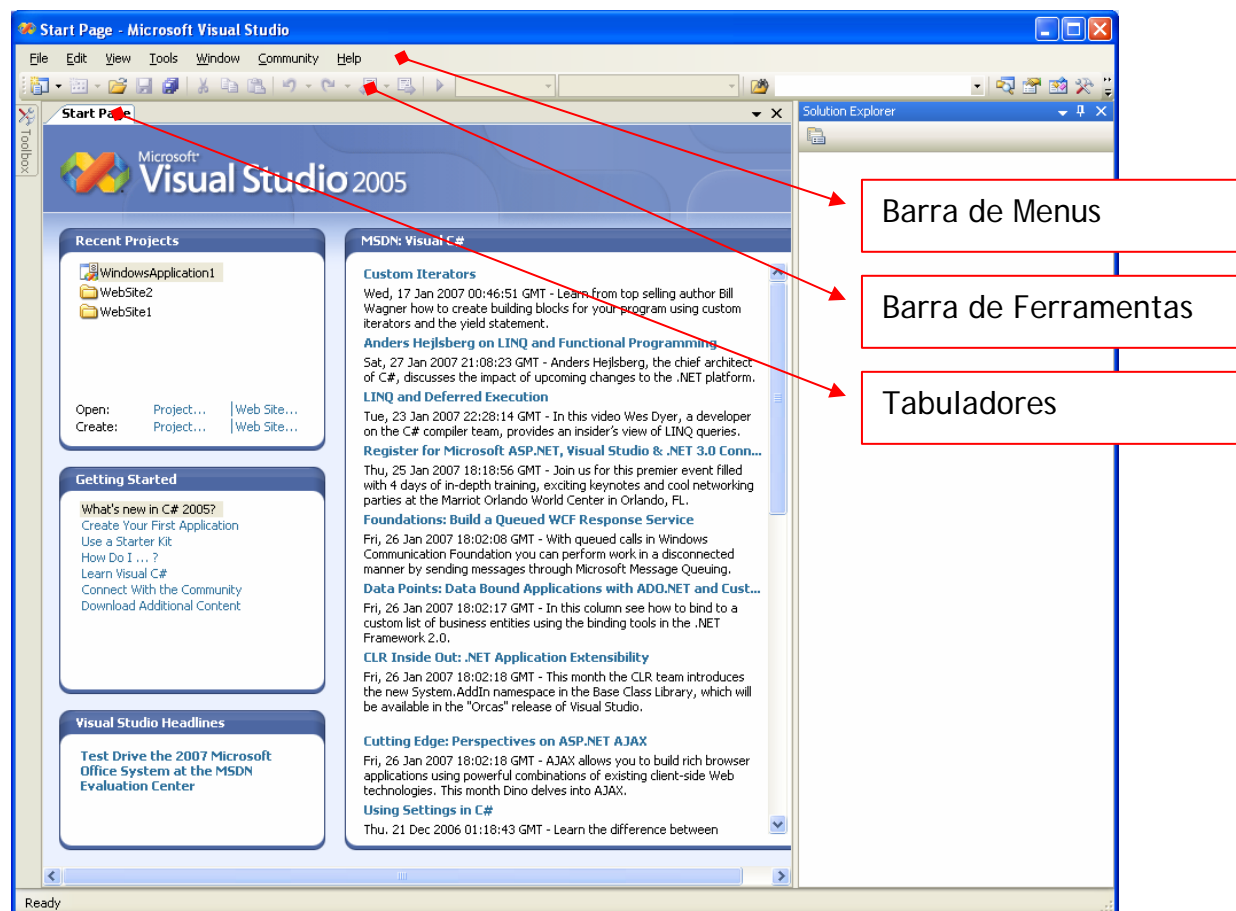 Start Page - Microsoft Visual Studio
File Edit View Tools Window Community Help
Toolbox
Start Page
Solution Explorer
Microsoft
Visual Studio 2005
Barra de Menus
Barra de Ferramentas
Tabuladores
Recent Projects
WindowsApplication1
WebSite2
WebSite1
Open: Project... Web Site...
Create: Project... Web Site...
Getting Started
What's new in C# 2005?
Create Your First Application
Use a Starter Kit
How Do I ... ?
Learn Visual C#
Connect With the Community
Download Additional Content
Visual Studio Headlines
Test Drive the 2007 Microsoft
Office System at the MSDN
Evaluation Center
MSDN: Visual C#
Custom Iterators
Wed, 17 Jan 2007 00:46:51 GMT - Learn from top selling author Bill
Wagner how to create building blocks for your program using custom
iterators and the yield statement.
Anders Hejlsberg on LINQ and Functional Programming
Sat, 27 Jan 2007 21:08:23 GMT - Anders Hejlsberg, the chief architect
of C#, discusses the impact of upcoming changes to the .NET platform.
LINQ and Deferred Execution
Tue, 23 Jan 2007 22:28:14 GMT - In this video Wes Dyer, a developer
on the C# compiler team, provides an insider's view of LINQ queries.
Register for Microsoft ASP.NET, Visual Studio & .NET 3.0 Conn...
Thu, 25 Jan 2007 18:18:56 GMT - Join us for this premier event filled
with 4 days of in-depth training, exciting keynotes and cool networking
parties at the Marriot Orlando World Center in Orlando, FL.
Foundations: Build a Queued WCF Response Service
Fri, 26 Jan 2007 18:02:08 GMT - With queued calls in Windows
Communication Foundation you can perform work in a disconnected
manner by sending messages through Microsoft Message Queuing.
Data Points: Data Bound Applications with ADO.NET and Cust...
Fri, 26 Jan 2007 18:02:17 GMT - In this column see how to bind to a
custom list of business entities using the binding tools in the .NET
Framework 2.0.
CLR Inside Out: .NET Application Extensibility
Fri, 26 Jan 2007 18:02:18 GMT - This month the CLR team introduces
the new System.AddIn namespace in the Base Class Library, which will
be available in the "Orcas" release of Visual Studio.
Cutting Edge: Perspectives on ASP.NET AJAX
Fri, 26 Jan 2007 18:02:18 GMT - AJAX allows you to build rich browser
applications using powerful combinations of existing client-side Web
technologies. This month Dino delves into AJAX.
Using Settings in C#
Thu, 21 Dec 2006 01:18:43 GMT - Learn the difference between
Ready